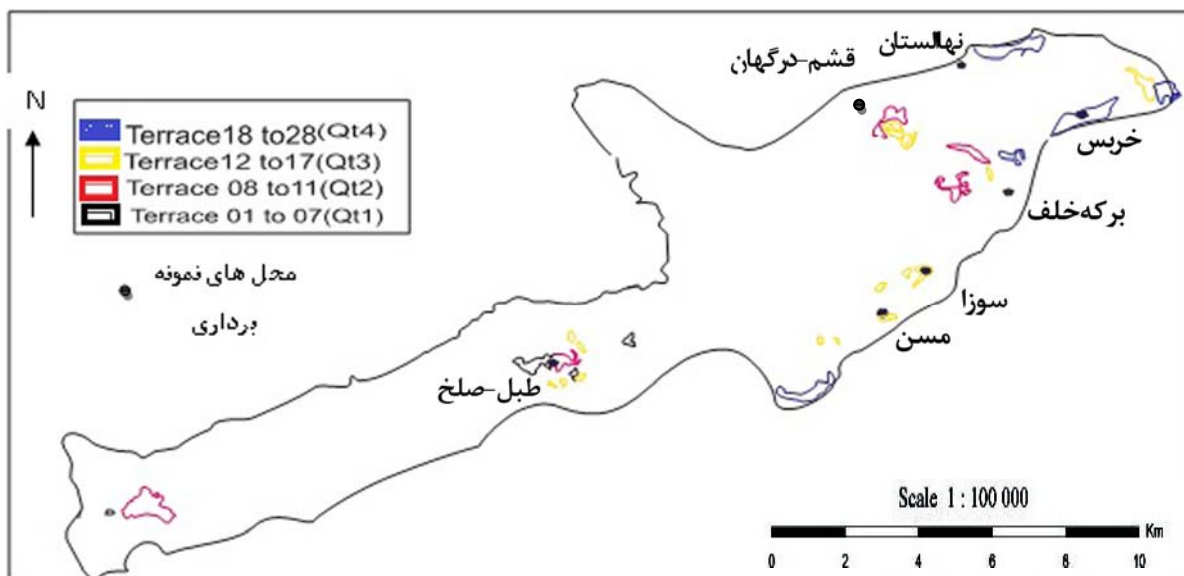 نهالستان
قشم-درگهان
N
Terrace18 to28(Qt4)
Terrace12 to17(Qt3)
Terrace 08 to11(Qt2)
Terrace 01 to 07(Qt1)
خربس
برکه‌خلف
محل های نمونه
برداری
سوزا
مسن
طبل-صلخ
Scale 1 : 100 000
Km
0 2 4 6 8 10